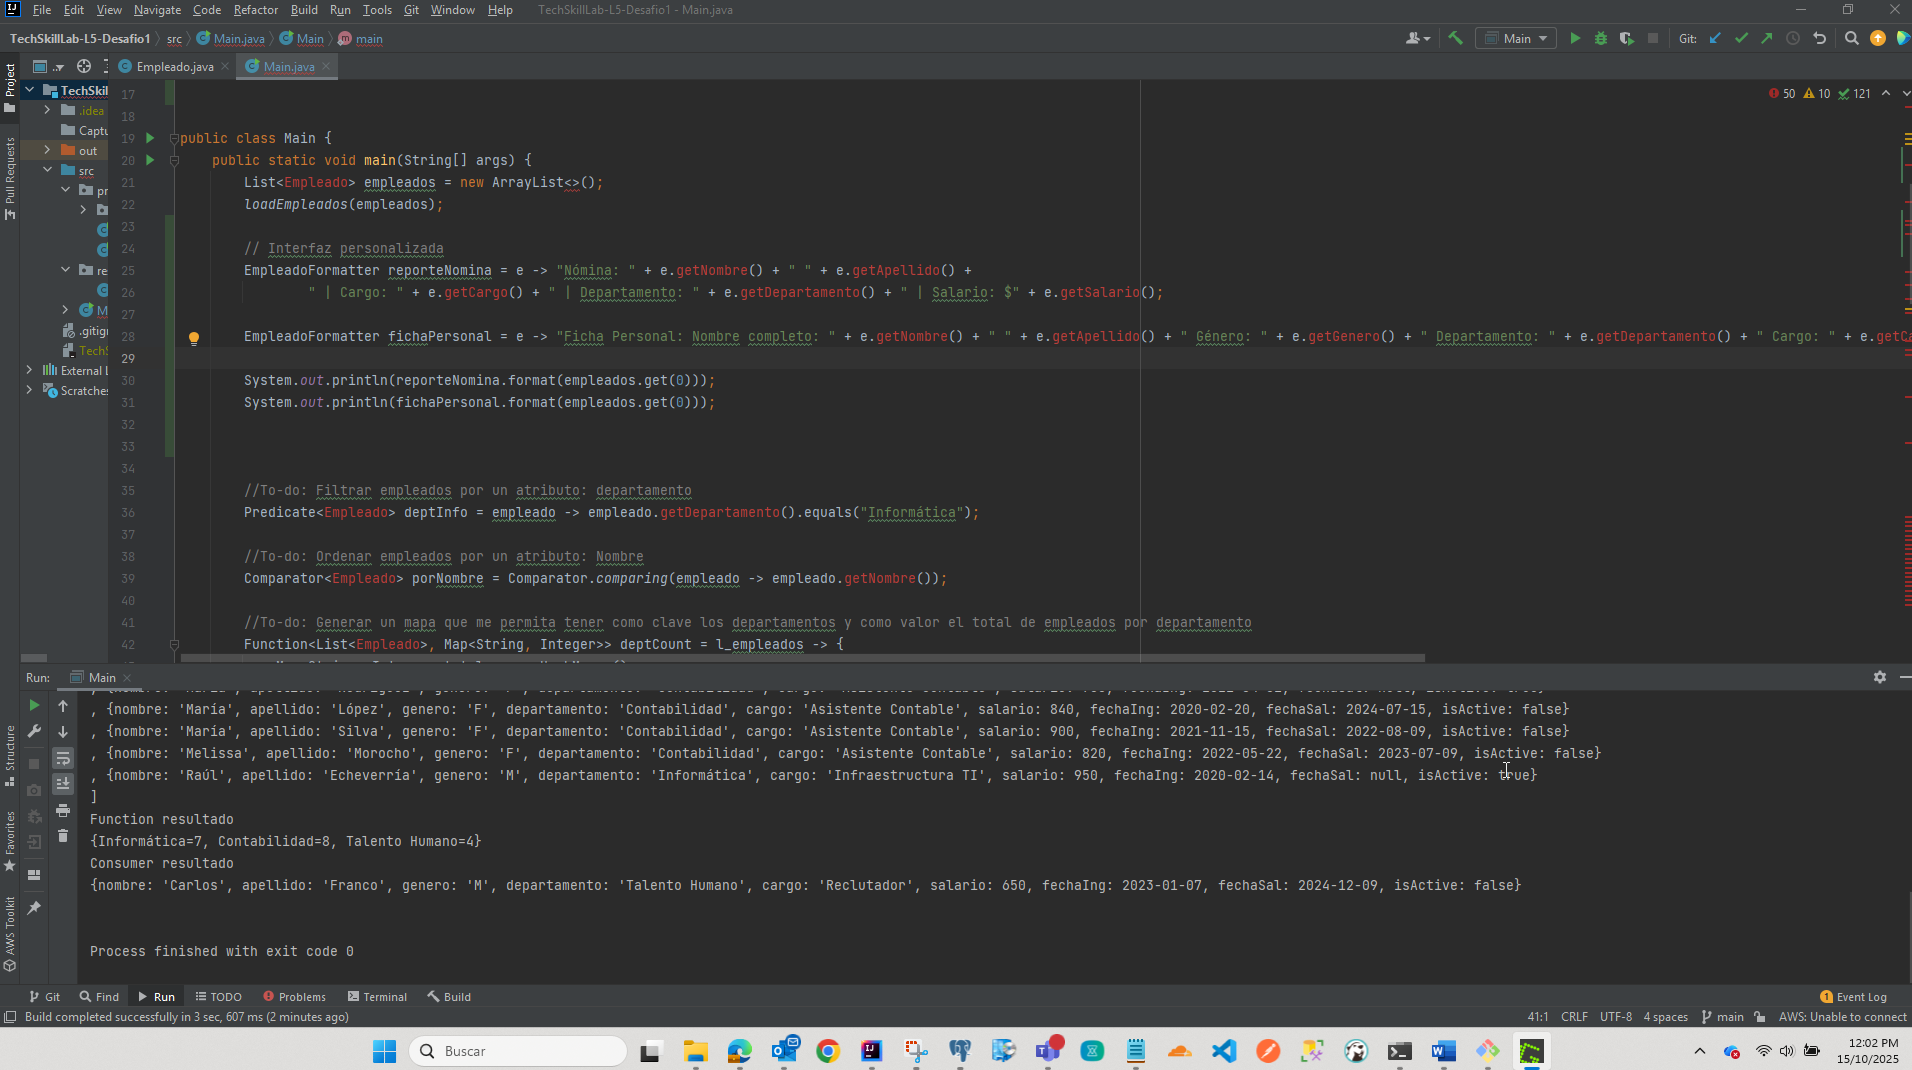 File Edit View Navigate Code Refactor Build Run Tools Git Window Help TechSkillLab-L5-Desafio1 - Main.java
TechSkillLab-L5-Desafio1 src Main.java Main main
Main Git:
Empleado.java Main.java
Project
Pull Requests
Structure
Favorites
AWS Toolkit
TechSkil
.idea
Captu
out
src
pr
re
M
.gitign
TechS
External L
Scratches
50 10 121
17
18
19 public class Main {
20 public static void main(String[] args) {
21 List<Empleado> empleados = new ArrayList<>();
22 loadEmpleados(empleados);
23
24 // Interfaz personalizada
25 EmpleadoFormatter reporteNomina = e -> "Nómina: " + e.getNombre() + " " + e.getApellido() +
26 " | Cargo: " + e.getCargo() + " | Departamento: " + e.getDepartamento() + " | Salario: $" + e.getSalario();
27
28 EmpleadoFormatter fichaPersonal = e -> "Ficha Personal: Nombre completo: " + e.getNombre() + " " + e.getApellido() + " Género: " + e.getGenero() + " Departamento: " + e.getDepartamento() + " Cargo: " + e.getCa
29
30 System.out.println(reporteNomina.format(empleados.get(0)));
31 System.out.println(fichaPersonal.format(empleados.get(0)));
32
33
34
35 //To-do: Filtrar empleados por un atributo: departamento
36 Predicate<Empleado> deptInfo = empleado -> empleado.getDepartamento().equals("Informática");
37
38 //To-do: Ordenar empleados por un atributo: Nombre
39 Comparator<Empleado> porNombre = Comparator.comparing(empleado -> empleado.getNombre());
40
41 //To-do: Generar un mapa que me permita tener como clave los departamentos y como valor el total de empleados por departamento
42 Function<List<Empleado>, Map<String, Integer>> deptCount = l_empleados -> {
Run: Main
, {nombre: 'María', apellido: 'López', genero: 'F', departamento: 'Contabilidad', cargo: 'Asistente Contable', salario: 840, fechaIng: 2020-02-20, fechaSal: 2024-07-15, isActive: false}
, {nombre: 'María', apellido: 'Silva', genero: 'F', departamento: 'Contabilidad', cargo: 'Asistente Contable', salario: 900, fechaIng: 2021-11-15, fechaSal: 2022-08-09, isActive: false}
, {nombre: 'Melissa', apellido: 'Morocho', genero: 'F', departamento: 'Contabilidad', cargo: 'Asistente Contable', salario: 820, fechaIng: 2022-05-22, fechaSal: 2023-07-09, isActive: false}
, {nombre: 'Raúl', apellido: 'Echeverría', genero: 'M', departamento: 'Informática', cargo: 'Infraestructura TI', salario: 950, fechaIng: 2020-02-14, fechaSal: null, isActive: true}
]
Function resultado
{Informática=7, Contabilidad=8, Talento Humano=4}
Consumer resultado
{nombre: 'Carlos', apellido: 'Franco', genero: 'M', departamento: 'Talento Humano', cargo: 'Reclutador', salario: 650, fechaIng: 2023-01-07, fechaSal: 2024-12-09, isActive: false}
Process finished with exit code 0
Git Find Run TODO Problems Terminal Build 1 Event Log
Build completed successfully in 3 sec, 607 ms (2 minutes ago) 41:1 CRLF UTF-8 4 spaces main AWS: Unable to connect
Buscar
12:02 PM
15/10/2025